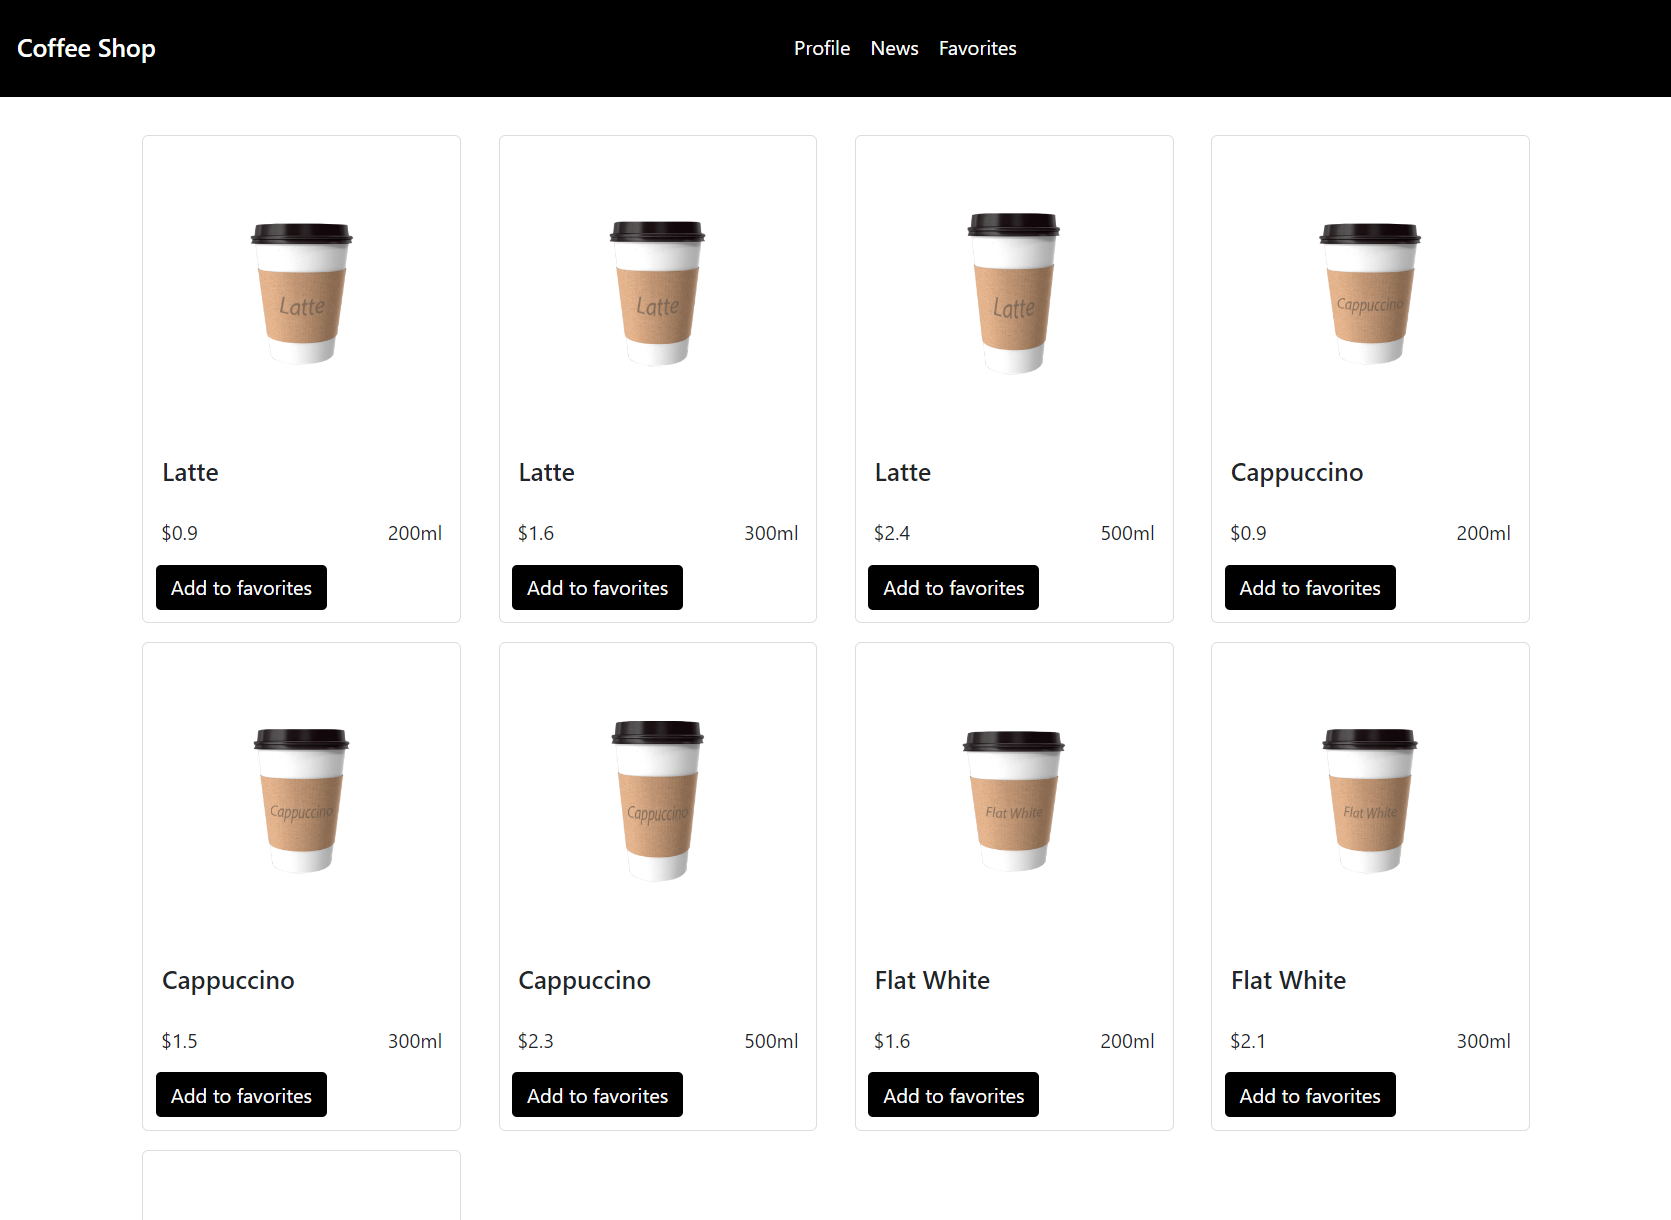 Coffee Shop
Profile News Favorites
Latte
Latte
Latte
Cappuccino
Latte
Latte
Latte
Cappuccino
$0.9 200ml
$1.6 300ml
$2.4 500ml
$0.9 200ml
Add to favorites
Add to favorites
Add to favorites
Add to favorites
Cappuccino
Cappuccino
Flat White
Flat White
Cappuccino
Cappuccino
Flat White
Flat White
$1.5 300ml
$2.3 500ml
$1.6 200ml
$2.1 300ml
Add to favorites
Add to favorites
Add to favorites
Add to favorites